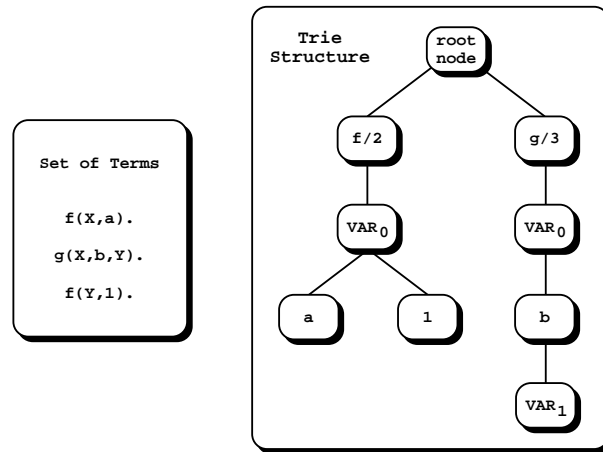 Set of Terms
f(X,a).
g(X,b,Y).
f(Y,1).
Trie
Structure
root
node
f/2
g/3
VAR0
VAR0
a
1
b
VAR1